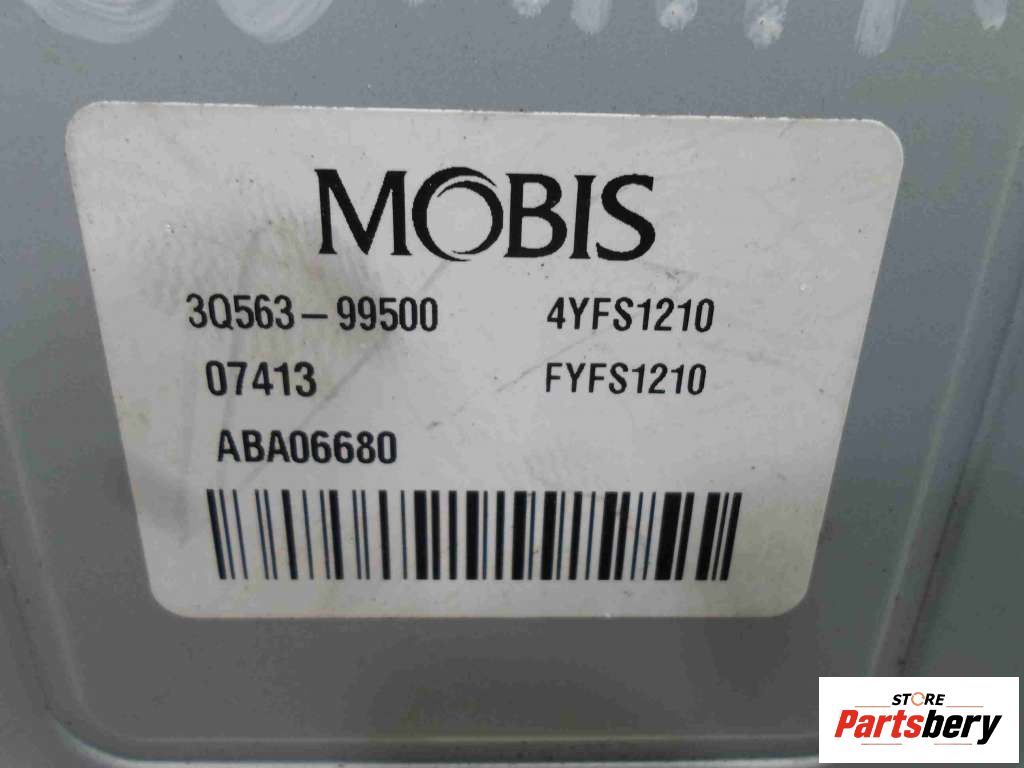 MOBIS
3Q563-99500 4YFS1210
07413 FYFS1210
ABA06680
STORE
Partsbery